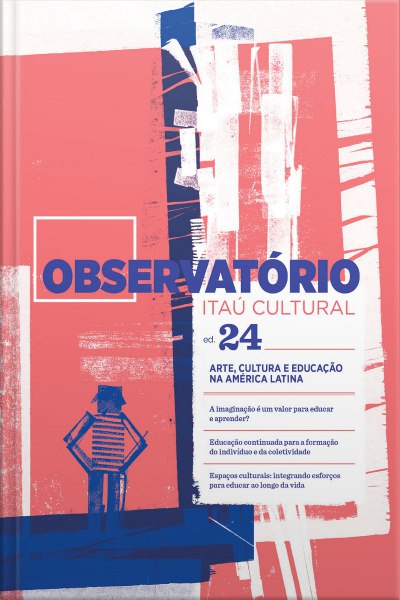 OBSERVATÓRIO
ITAÚ CULTURAL
ed. 24
ARTE, CULTURA E EDUCAÇÃO
NA AMÉRICA LATINA
A imaginação é um valor para educar
e aprender?
Educação continuada para a formação
do indivíduo e da coletividade
Espaços culturais: integrando esforços
para educar ao longo da vida